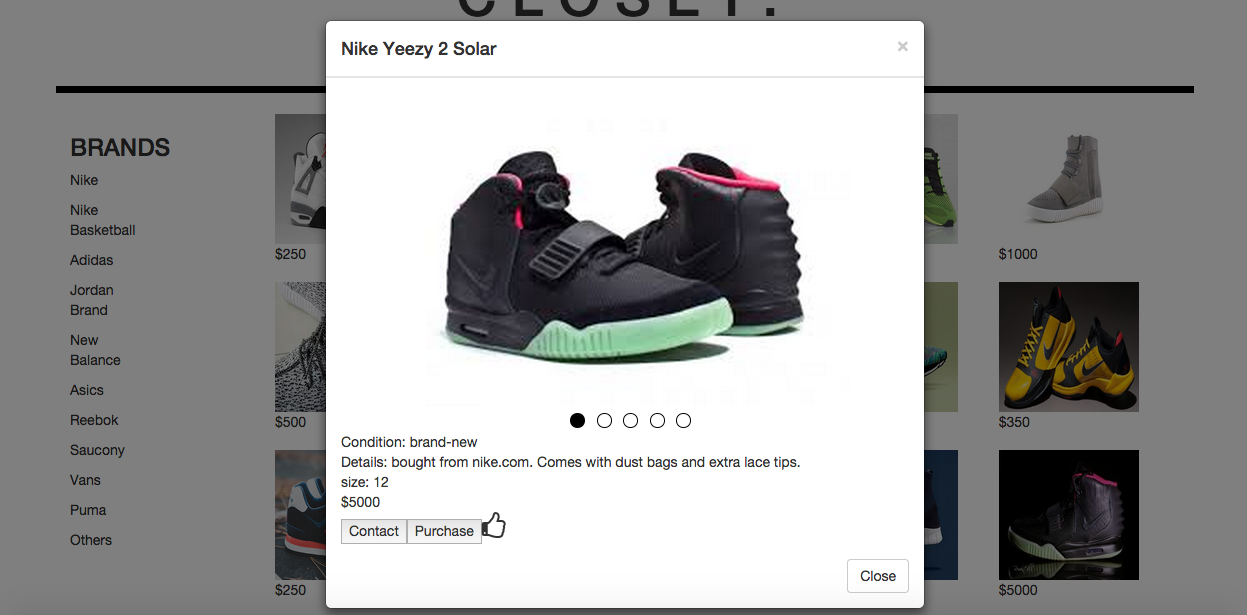 CLOSET.
Nike Yeezy 2 Solar
×
BRANDS
Nike
Nike
Basketball
Adidas
Jordan
Brand
New
Balance
Asics
Reebok
Saucony
Vans
Puma
Others
$250
$1000
$500
$350
$250
$5000
Condition: brand-new
Details: bought from nike.com. Comes with dust bags and extra lace tips.
size: 12
$5000
Contact
Purchase
Close